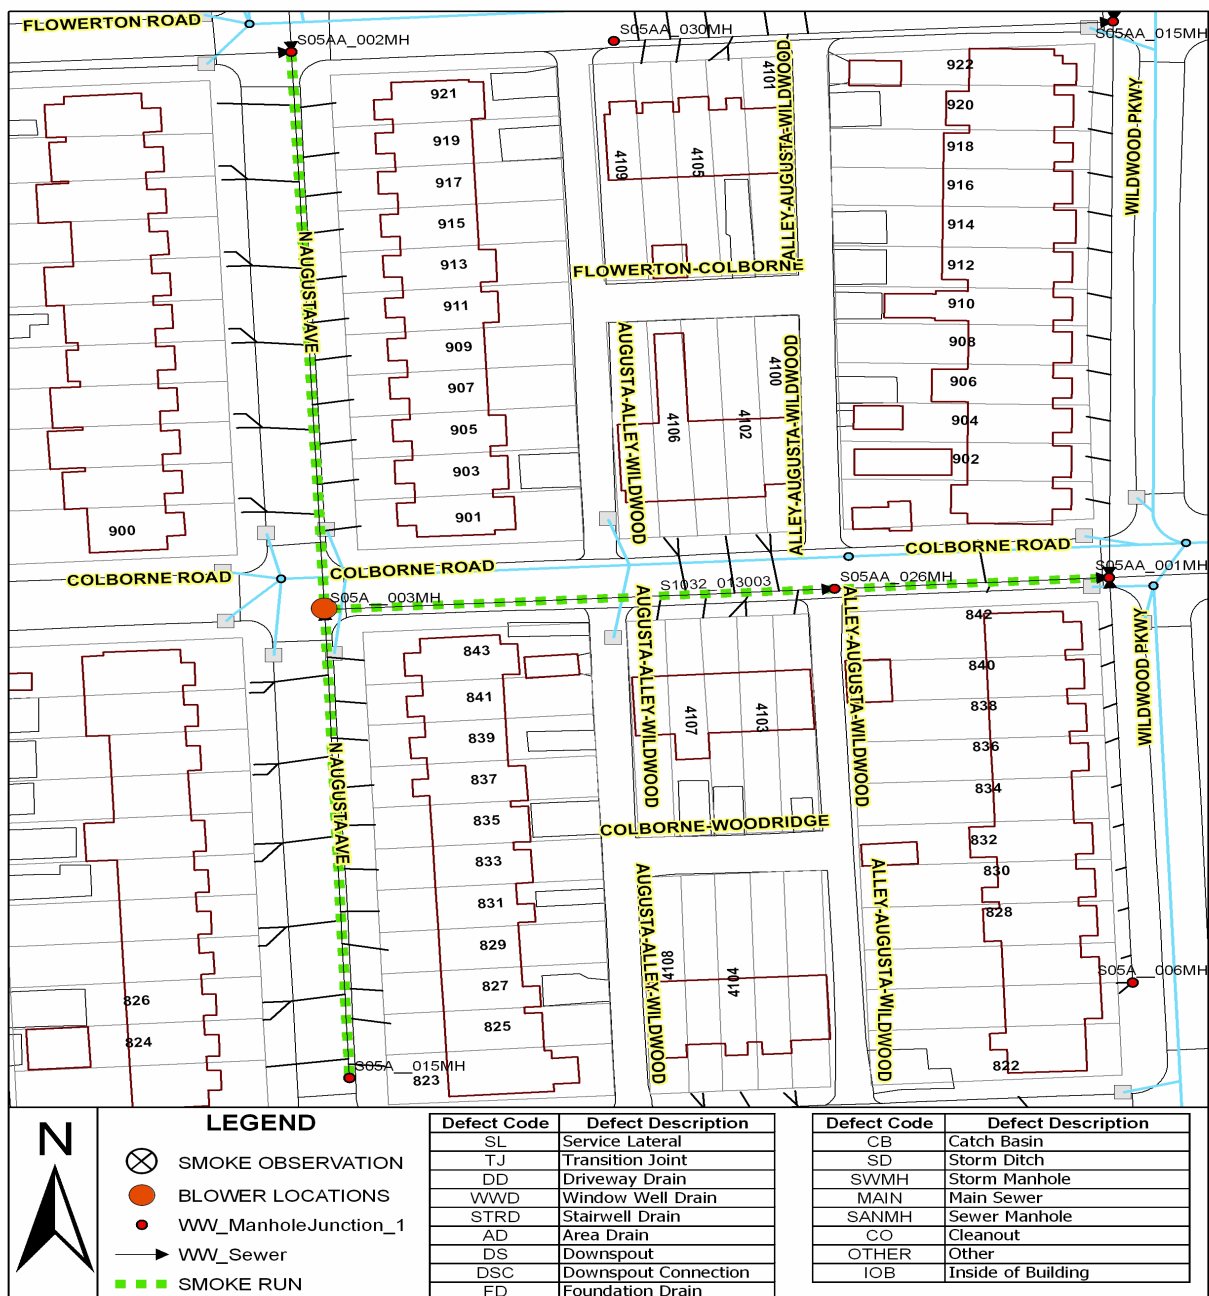 FLOWERTON ROAD
S05AA_002MH
S05AA_030MH
S05AA_015MH
921
919
917
915
913
911
909
907
905
903
901
900
N AUGUSTA AVE
4101
4109
4105
ALLEY-AUGUSTA-WILDWOOD
ALLEY-AUGUSTA-WILDWOOD
FLOWERTON-COLBORNE
AUGUSTA-ALLEY-WILDWOOD
4100
4106
4102
922
920
918
916
914
912
910
908
906
904
902
WILDWOOD PKWY
COLBORNE ROAD
COLBORNE ROAD
COLBORNE ROAD
S05A__003MH
S1032_013003
S05AA_026MH
S05AA_001MH
843
841
839
837
835
833
831
829
827
825
823
826
824
N AUGUSTA AVE
S05A__015MH
AUGUSTA-ALLEY-WILDWOOD
4107
4103
ALLEY-AUGUSTA-WILDWOOD
COLBORNE-WOODRIDGE
AUGUSTA-ALLEY-WILDWOOD
4108
4104
ALLEY-AUGUSTA-WILDWOOD
842
840
838
836
834
832
830
828
822
WILDWOOD PKWY
S05A__006MH
N
LEGEND
SMOKE OBSERVATION
BLOWER LOCATIONS
WW_ManholeJunction_1
WW_Sewer
SMOKE RUN
Defect Code Defect Description
SL Service Lateral
TJ Transition Joint
DD Driveway Drain
WWD Window Well Drain
STRD Stairwell Drain
AD Area Drain
DS Downspout
DSC Downspout Connection
FD Foundation Drain
Defect Code Defect Description
CB Catch Basin
SD Storm Ditch
SWMH Storm Manhole
MAIN Main Sewer
SANMH Sewer Manhole
CO Cleanout
OTHER Other
IOB Inside of Building